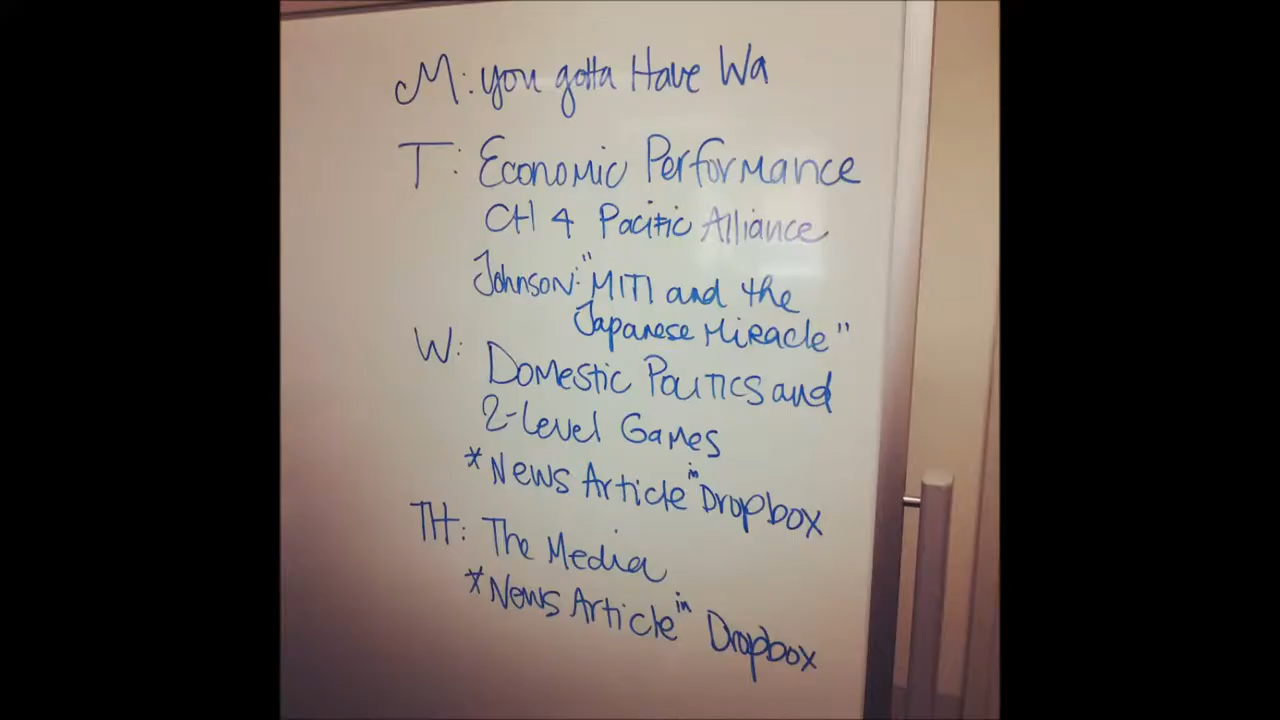 M: you gotta Have Wa
T: Economic Performance
CH 4 Pacific Alliance
Johnson: "MITI and the
Japanese Miracle"
W: Domestic Politics and
2-Level Games
* News Article in Dropbox
TH: The Media
* News Article in Dropbox